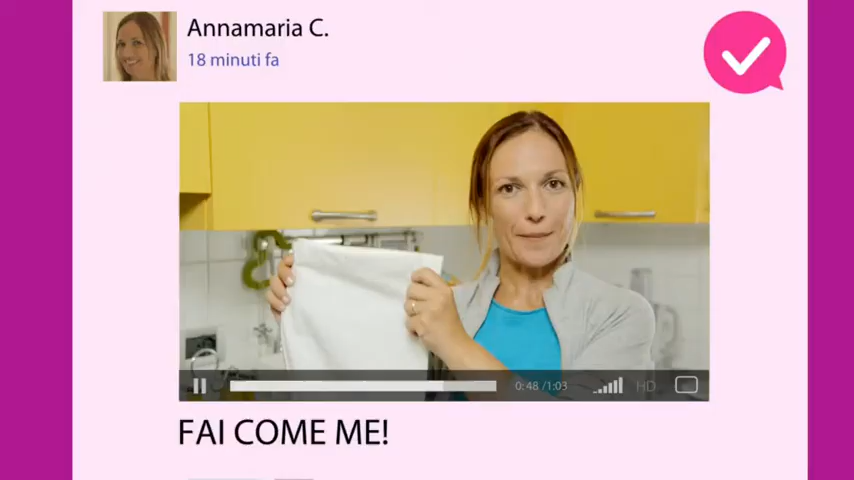 Annamaria C.
18 minuti fa
0:48 /1:03
HD
FAI COME ME!